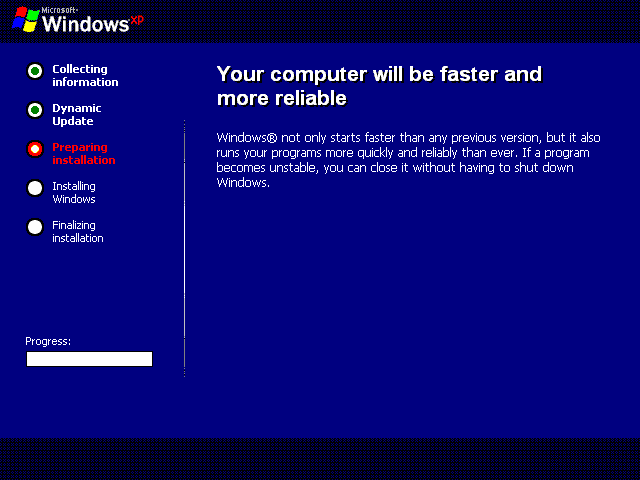 Microsoft®
Windows xp
Collecting
information
Dynamic
Update
Preparing
installation
Installing
Windows
Finalizing
installation
Progress:
Your computer will be faster and
more reliable
Windows® not only starts faster than any previous version, but it also
runs your programs more quickly and reliably than ever. If a program
becomes unstable, you can close it without having to shut down
Windows.